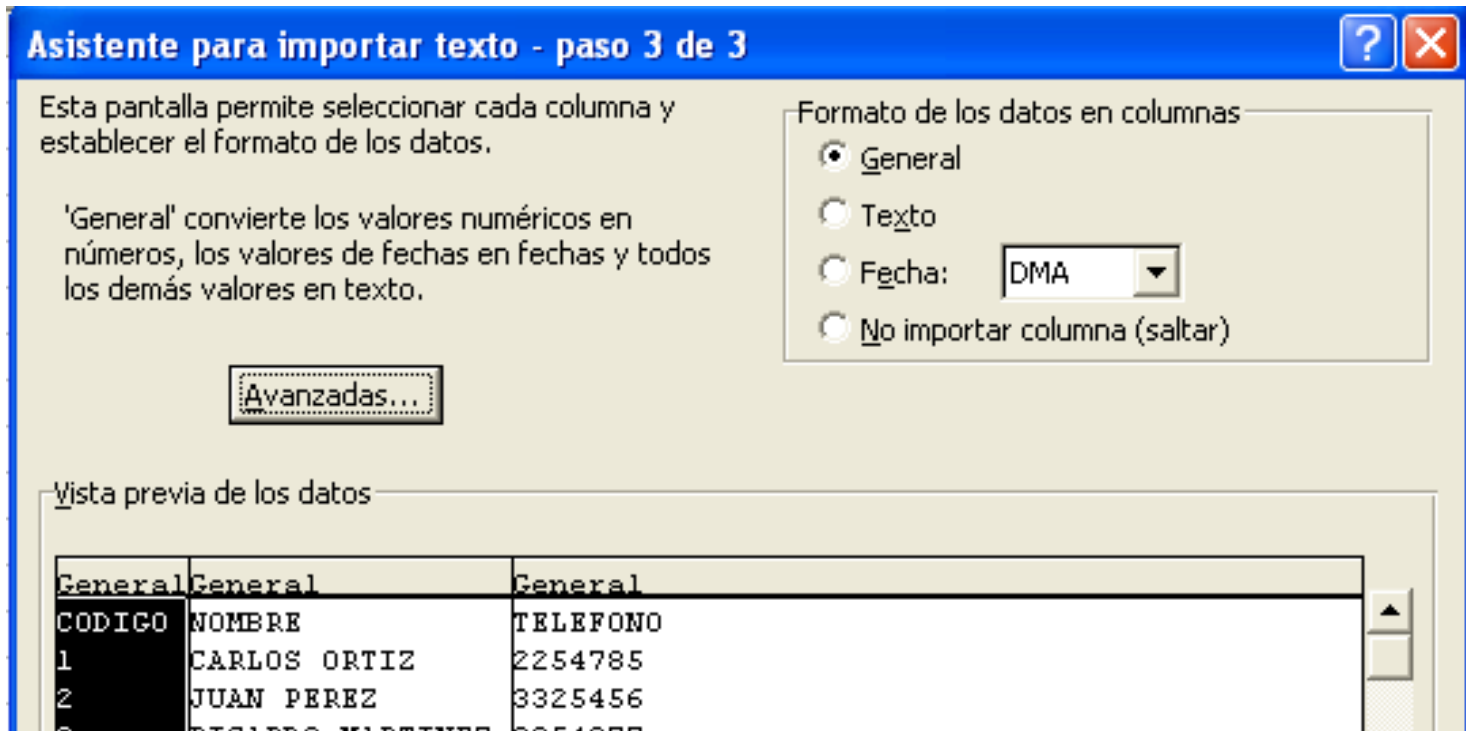 Asistente para importar texto - paso 3 de 3
Esta pantalla permite seleccionar cada columna y
establecer el formato de los datos.
'General' convierte los valores numéricos en
números, los valores de fechas en fechas y todos
los demás valores en texto.
Avanzadas...
Formato de los datos en columnas
General
Texto
Fecha: DMA
No importar columna (saltar)
Vista previa de los datos
General General General
CODIGO NOMBRE TELEFONO
1 CARLOS ORTIZ 2254785
2 JUAN PEREZ 3325456
RICARDO MARTINEZ